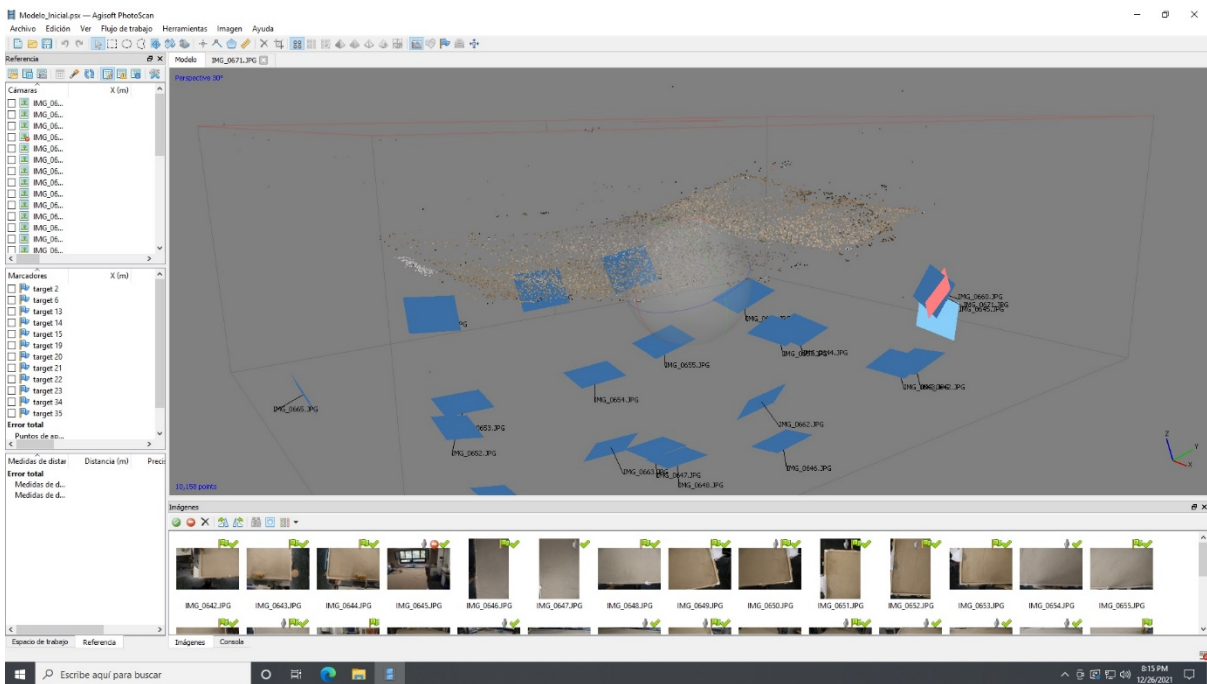 Modelo_Inicial.psx — Agisoft PhotoScan
Archivo Edición Ver Flujo de trabajo Herramientas Imagen Ayuda
Referencia
Modelo IMG_0671.JPG
Perspective 30°
Cámaras X (m)
IMG_06...
IMG_06...
IMG_06...
IMG_06...
IMG_06...
IMG_06...
IMG_06...
IMG_06...
IMG_06...
IMG_06...
IMG_06...
IMG_06...
IMG_06...
IMG_06...
Marcadores X (m)
target 2
target 6
target 13
target 14
target 15
target 19
target 20
target 21
target 22
target 23
target 34
target 35
Error total
Puntos de ap...
Medidas de distar Distancia (m) Precis
Error total
Medidas de d...
Medidas de d...
IMG_0660.JPG
IMG_0671.JPG
IMG_0645.JPG
IMG_0655.JPG
IMG_0654.JPG
IMG_0665.JPG
IMG_0662.JPG
IMG_0652.JPG
IMG_0663
IMG_0647.JPG
IMG_0646.JPG
IMG_0648.JPG
10,158 points
Z
Y
X
Imágenes
IMG_0642.JPG IMG_0643.JPG IMG_0644.JPG IMG_0645.JPG IMG_0646.JPG IMG_0647.JPG IMG_0648.JPG IMG_0649.JPG IMG_0650.JPG IMG_0651.JPG IMG_0652.JPG IMG_0653.JPG IMG_0654.JPG IMG_0655.JPG
Espacio de trabajo Referencia Imágenes Consola
Escribe aquí para buscar
8:15 PM
12/26/2021